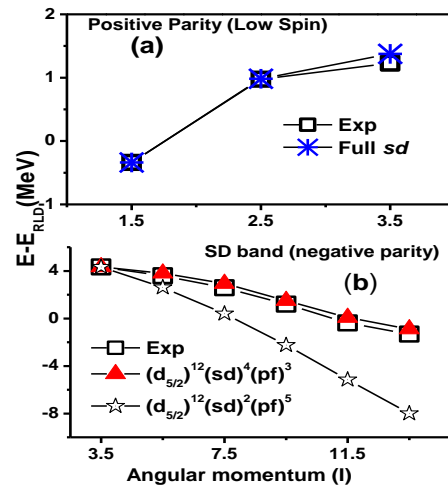 Positive Parity (Low Spin)
(a)
2
1
0
1
Exp
Full sd
1.5 2.5 3.5
E-E_RLD, (MeV)
SD band (negative parity)
(b)
4
0
-4
-8
Exp
(d_5/2)^12(sd)^4(pf)^3
(d_5/2)^12(sd)^2(pf)^5
3.5 7.5 11.5
Angular momentum (I)